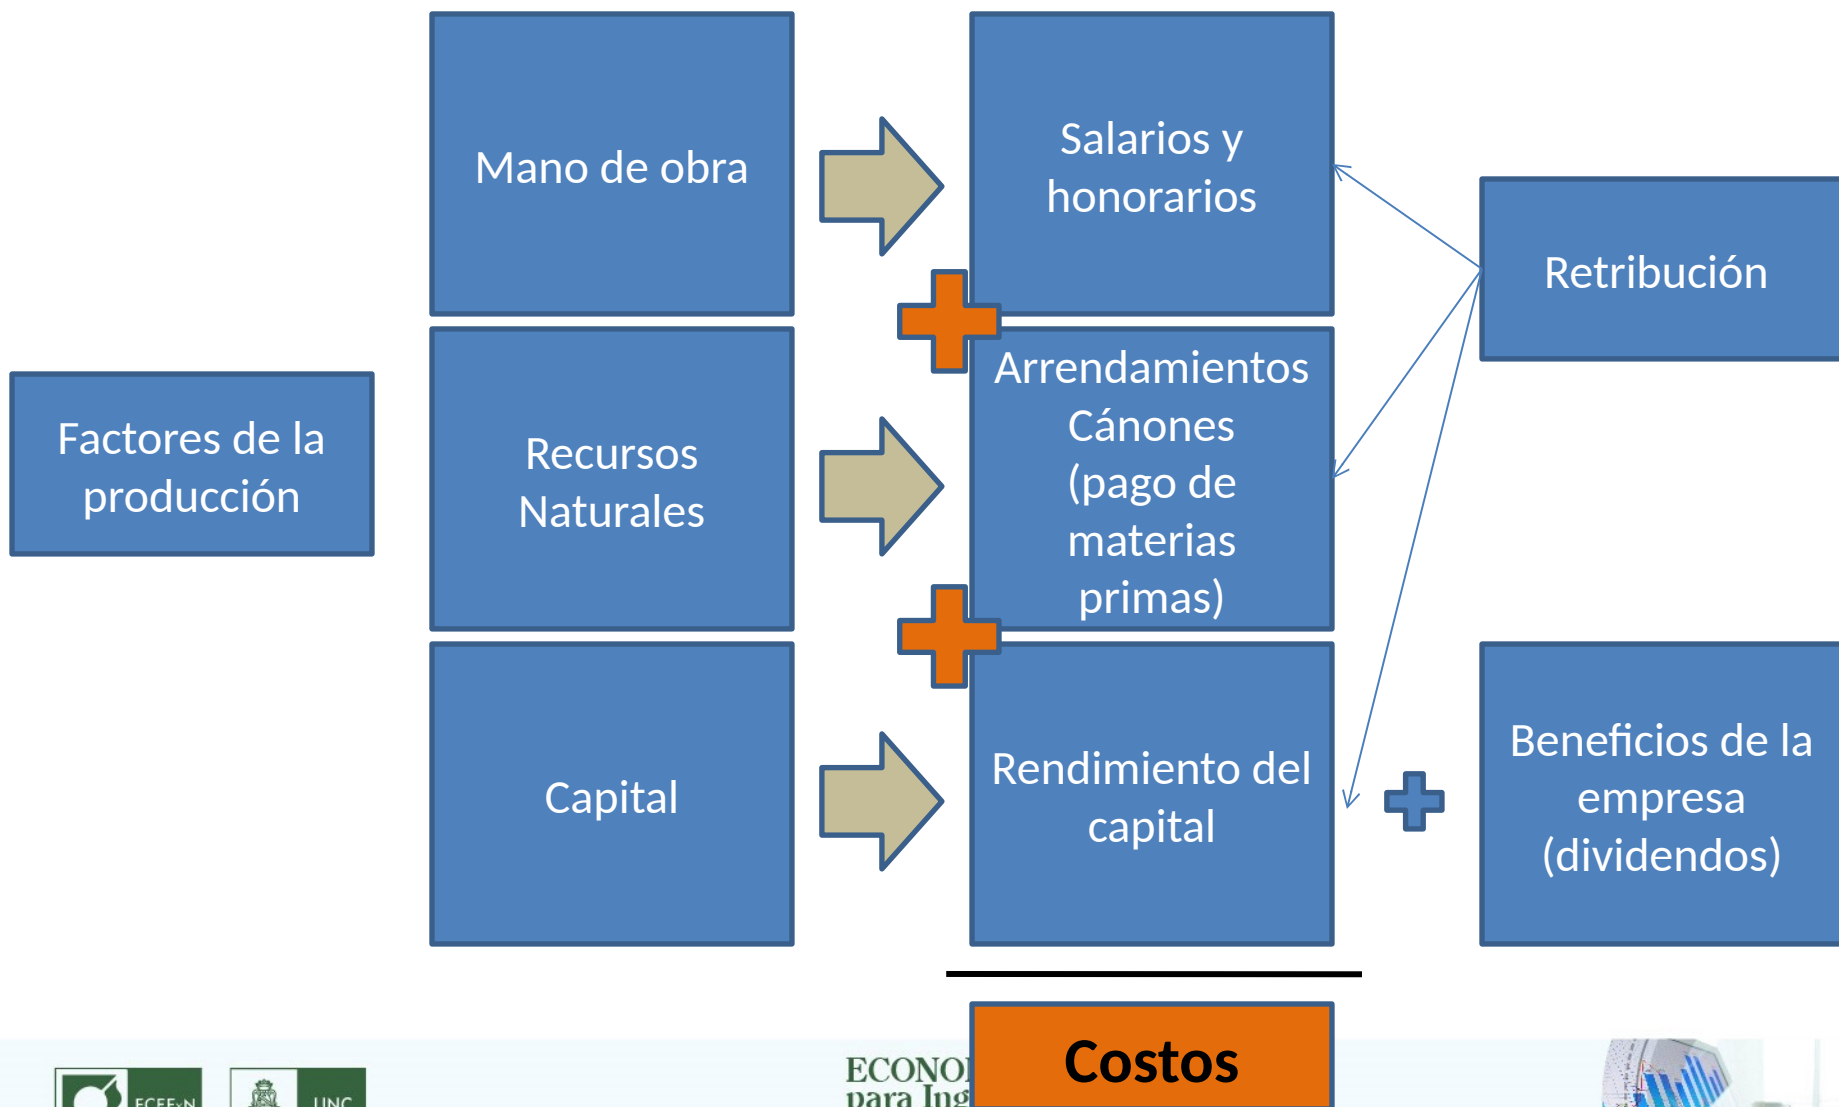 Mano de obra
Salarios y
honorarios
Retribución
Factores de la
producción
Recursos
Naturales
Arrendamientos
Cánones
(pago de
materias
primas)
Capital
Rendimiento del
capital
Beneficios de la
empresa
(dividendos)
Costos
UNC